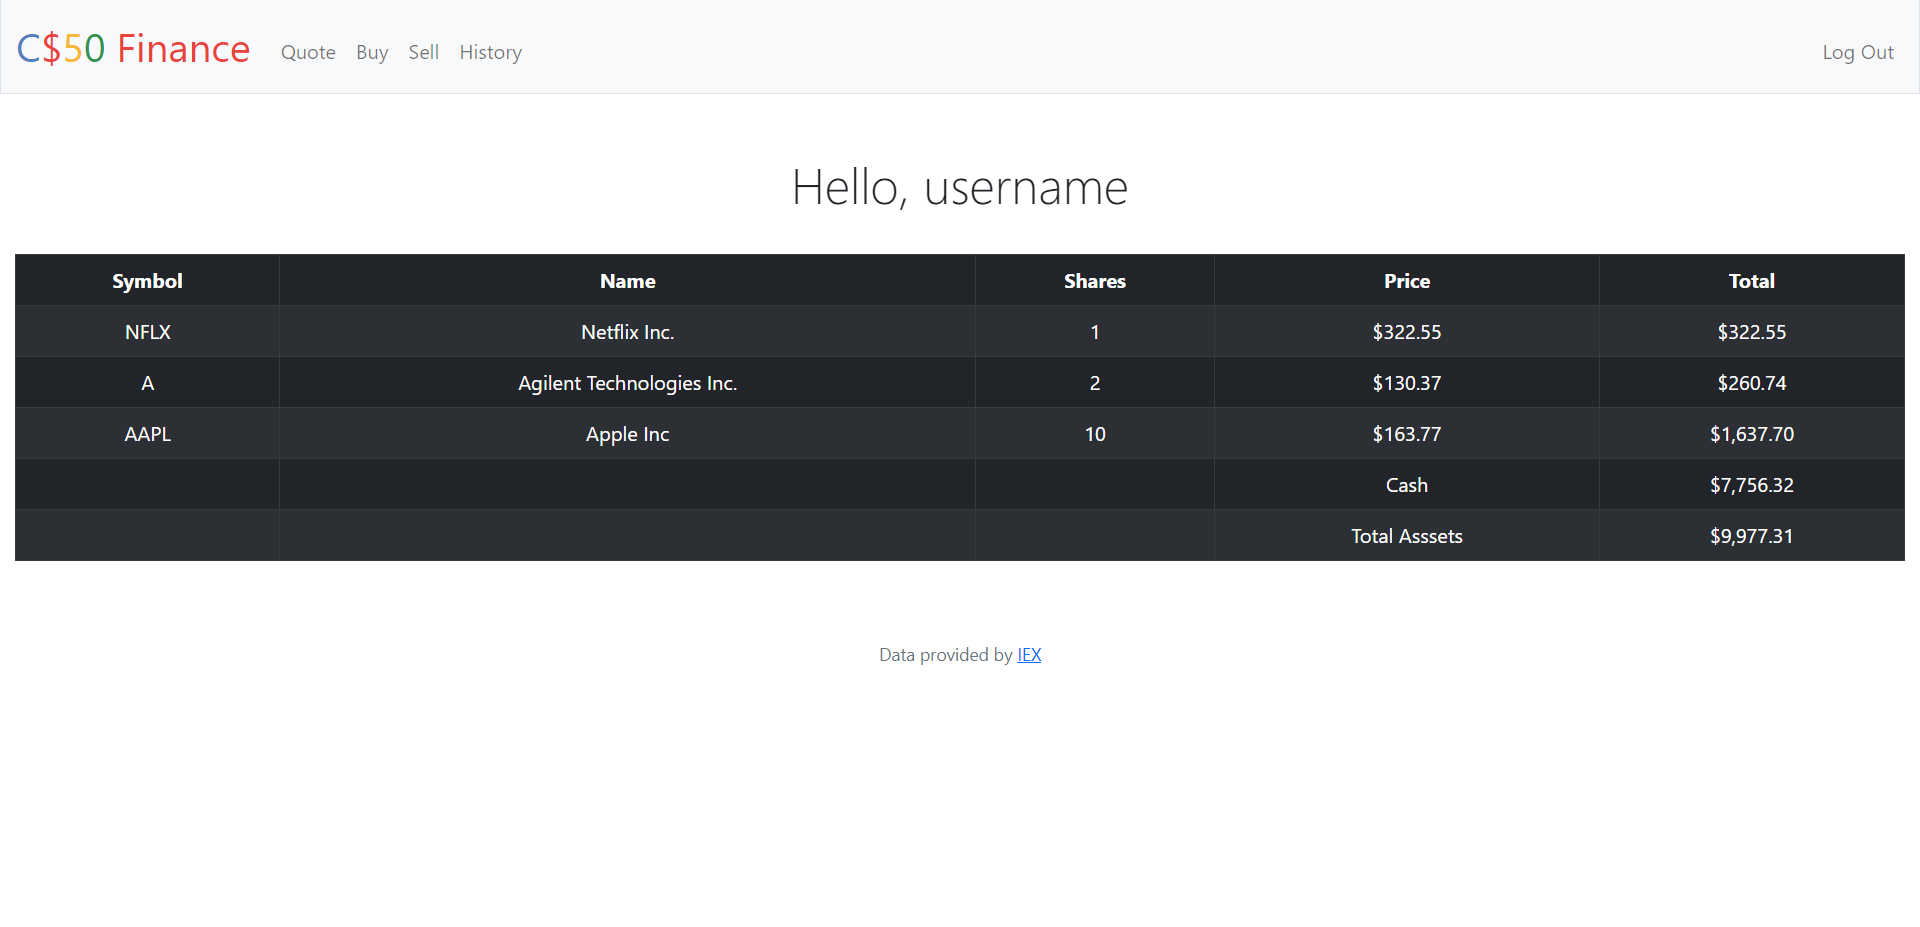 C$50 Finance Quote Buy Sell History Log Out
Hello, username
Symbol Name Shares Price Total
NFLX Netflix Inc. 1 $322.55 $322.55
A Agilent Technologies Inc. 2 $130.37 $260.74
AAPL Apple Inc 10 $163.77 $1,637.70
Cash $7,756.32
Total Asssets $9,977.31
Data provided by IEX